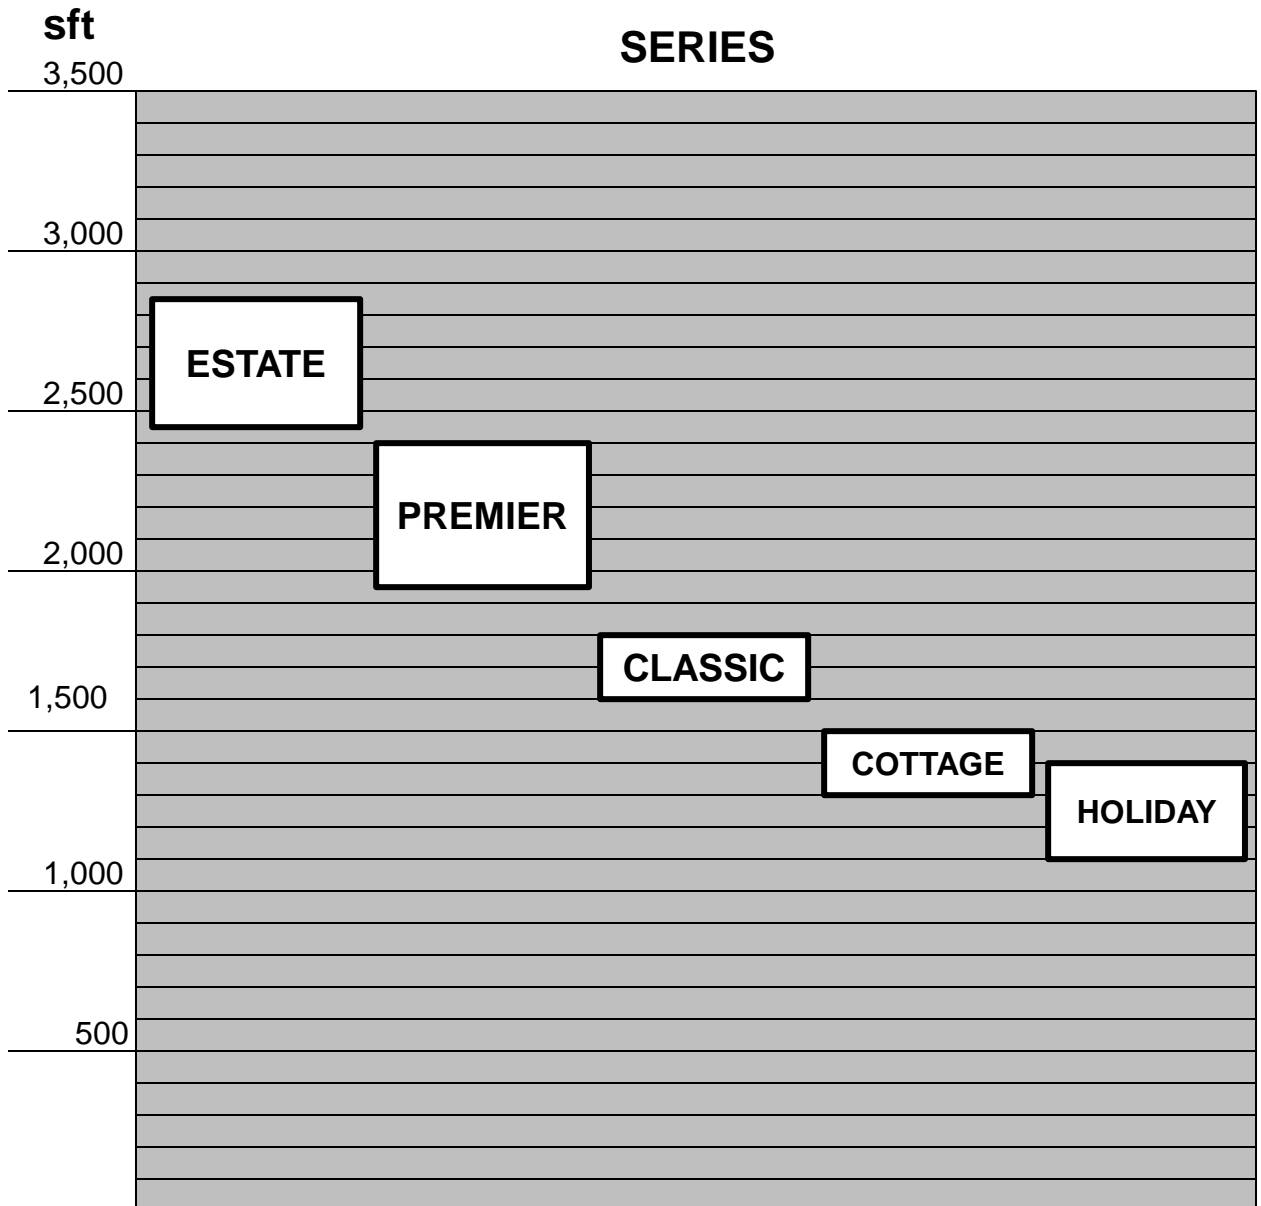 sft
SERIES
3,500
3,000
ESTATE
2,500
PREMIER
2,000
CLASSIC
1,500
COTTAGE
HOLIDAY
1,000
500